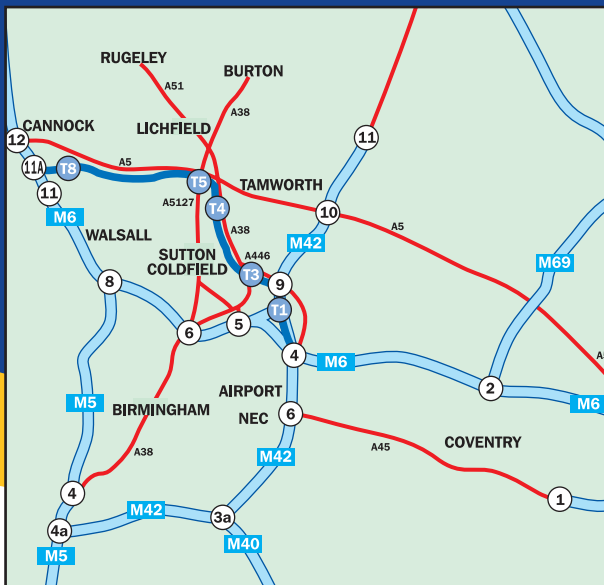 RUGELEY
BURTON
A51
A38
CANNOCK
LICHFIELD
12
11
11A
T8
A5
T5
TAMWORTH
11
A5127
T4
10
M6
A38
A5
WALSALL
M42
SUTTON
COLDFIELD
A446
M69
T3
8
9
T1
5
6
4
M6
2
AIRPORT
M5
M6
BIRMINGHAM
NEC
6
COVENTRY
A38
A45
M42
4
1
M42
3a
4a
M40
M5